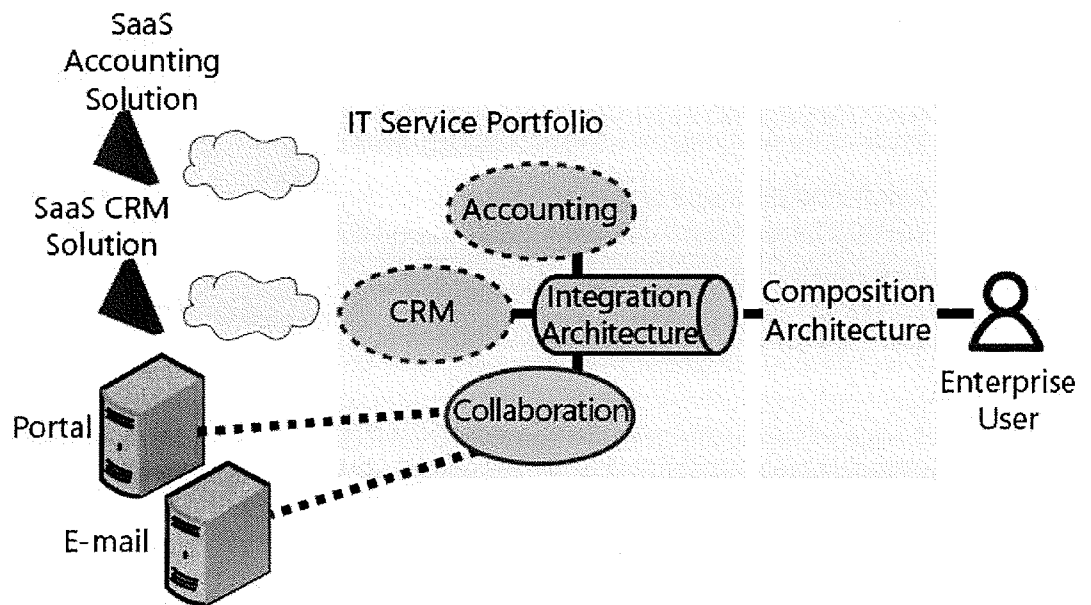 SaaS
Accounting
Solution
IT Service Portfolio
SaaS CRM
Solution
Accounting
CRM
Integration
Architecture
Composition
Architecture
Collaboration
Enterprise
User
Portal
E-mail